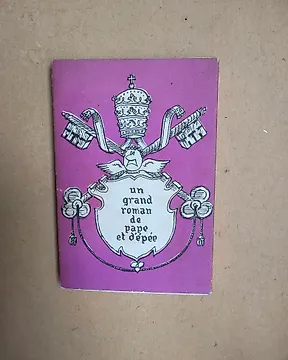 un
grand
roman
de
pape
et d'épée